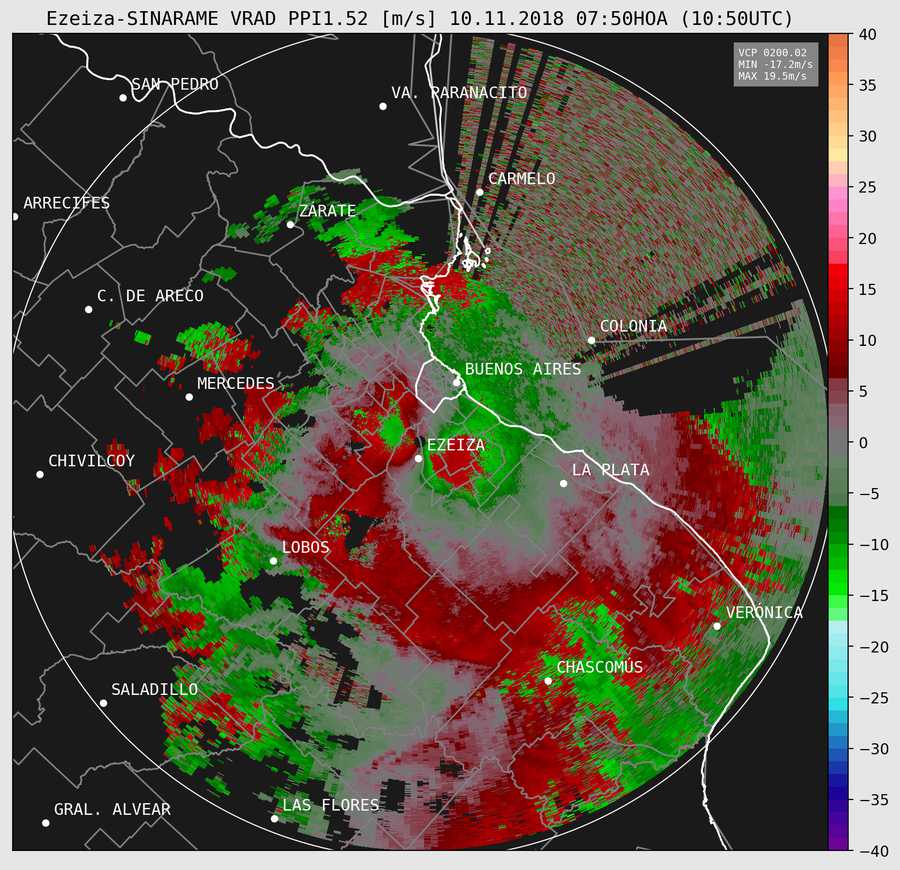 Ezeiza-SINARAME VRAD PPI1.52 [m/s] 10.11.2018 07:50HOA (10:50UTC)
VCP 0200.02
MIN -17.2m/s
MAX 19.5m/s
SAN PEDRO
VA. PARANACITO
CARMELO
ARRECIFES
ZÁRATE
C. DE ARECO
COLONIA
BUENOS AIRES
MERCEDES
EZEIZA
CHIVILCOY
LA PLATA
LOBOS
VERÓNICA
CHASCOMÚS
SALADILLO
LAS FLORES
GRAL. ALVEAR
40
35
30
25
20
15
10
5
0
−5
−10
−15
−20
−25
−30
−35
−40